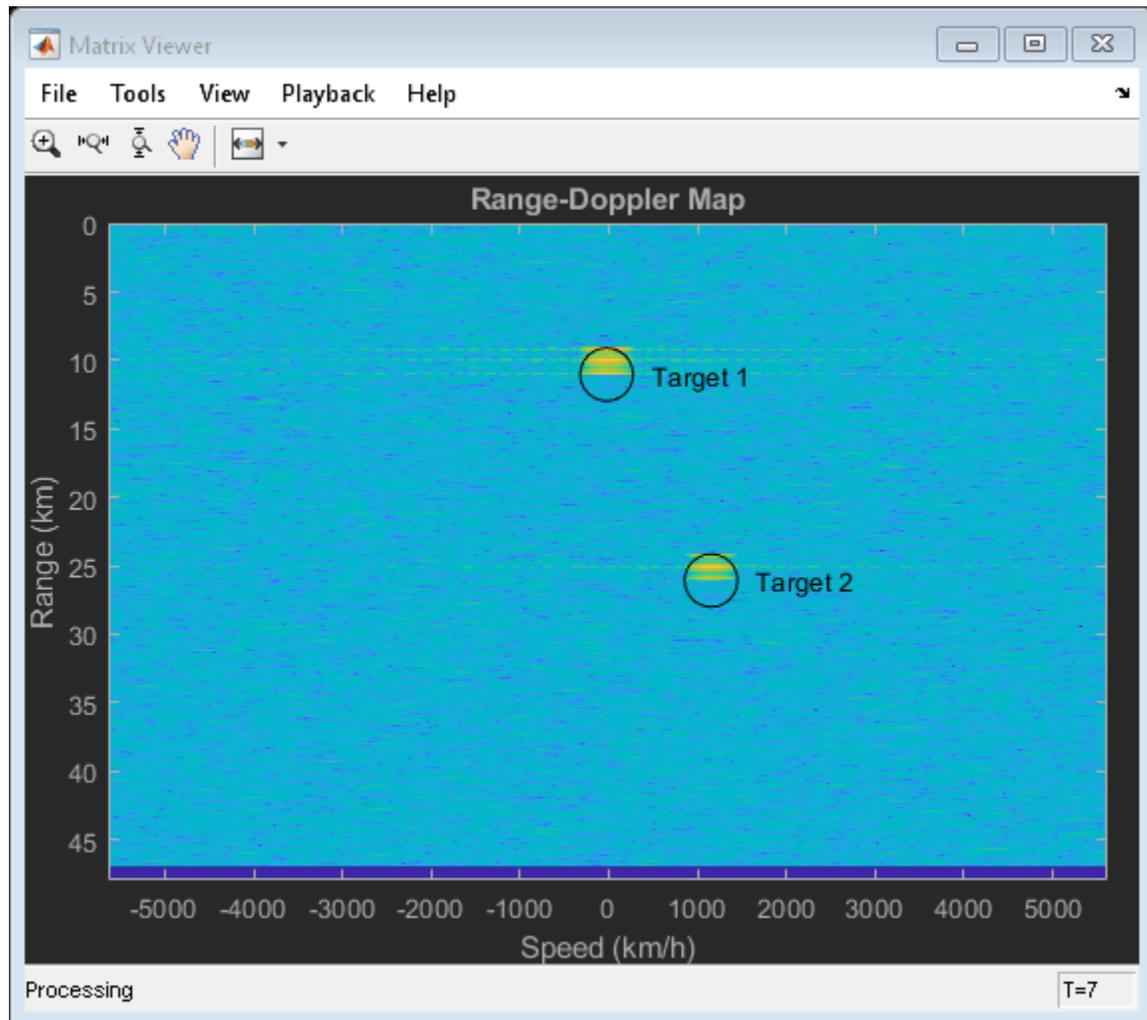 Matrix Viewer
File Tools View Playback Help
Range-Doppler Map
0
5
10
15
20
25
30
35
40
45
Range (km)
Target 1
Target 2
-5000 -4000 -3000 -2000 -1000 0 1000 2000 3000 4000 5000
Speed (km/h)
Processing
T=7